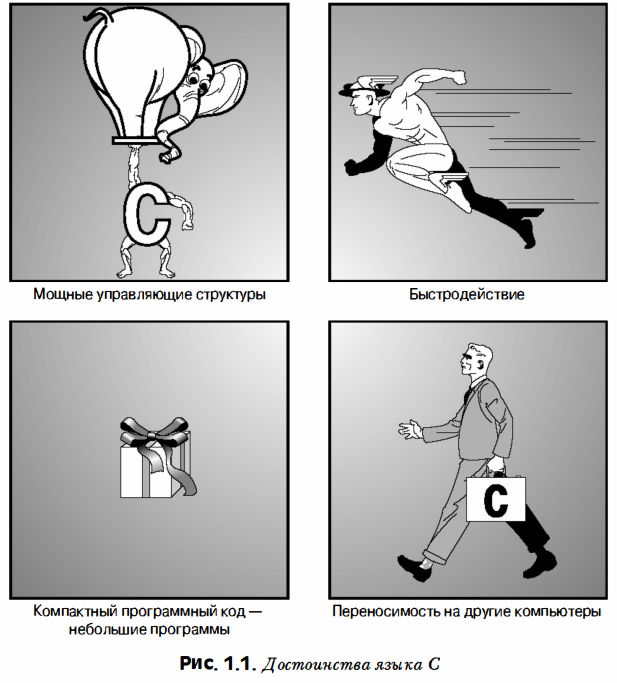 C
Мощные управляющие структуры
Быстродействие
C
Компактный программный код —
небольшие программы
Переносимость на другие компьютеры
Рис. 1.1. Достоинства языка C